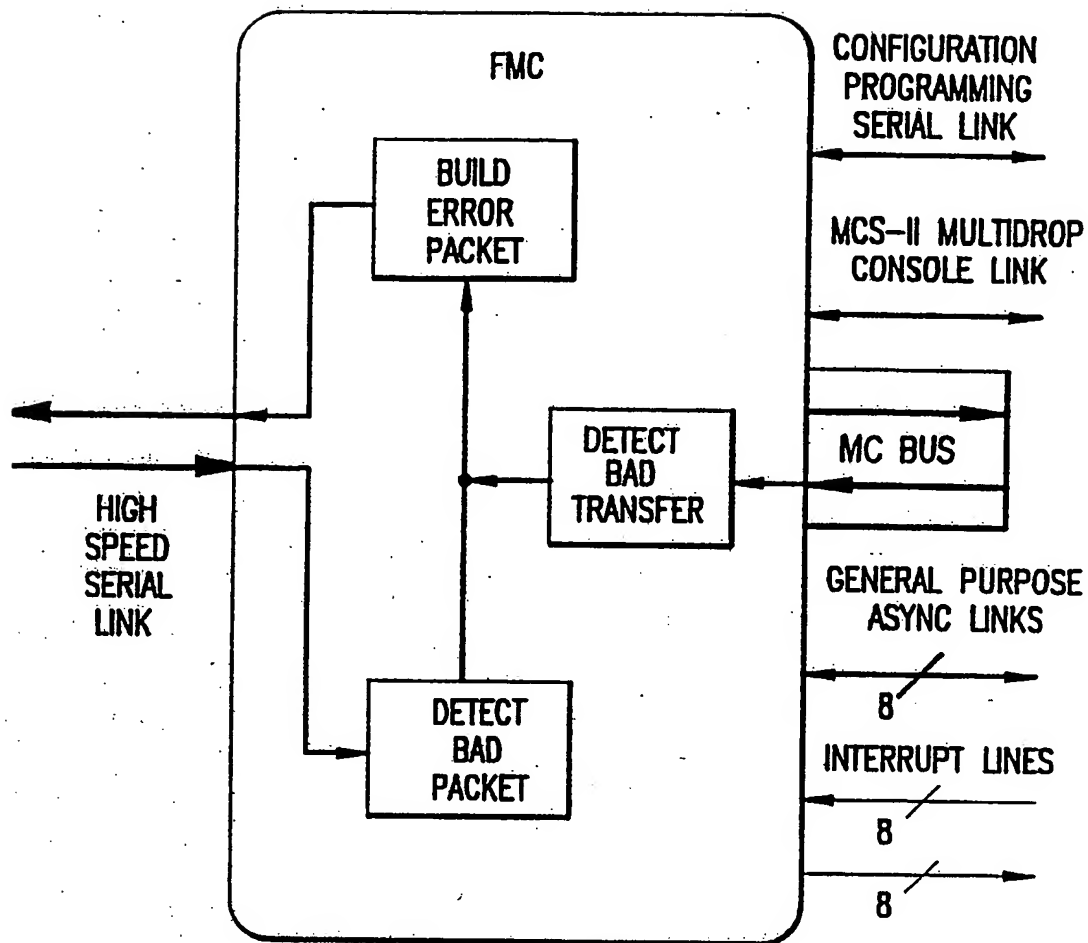 FMC
BUILD
ERROR
PACKET
DETECT
BAD
TRANSFER
DETECT
BAD
PACKET
HIGH
SPEED
SERIAL
LINK
CONFIGURATION
PROGRAMMING
SERIAL LINK
MCS-II MULTIDROP
CONSOLE LINK
MC BUS
GENERAL PURPOSE
ASYNC LINKS
8
INTERRUPT LINES
8
8